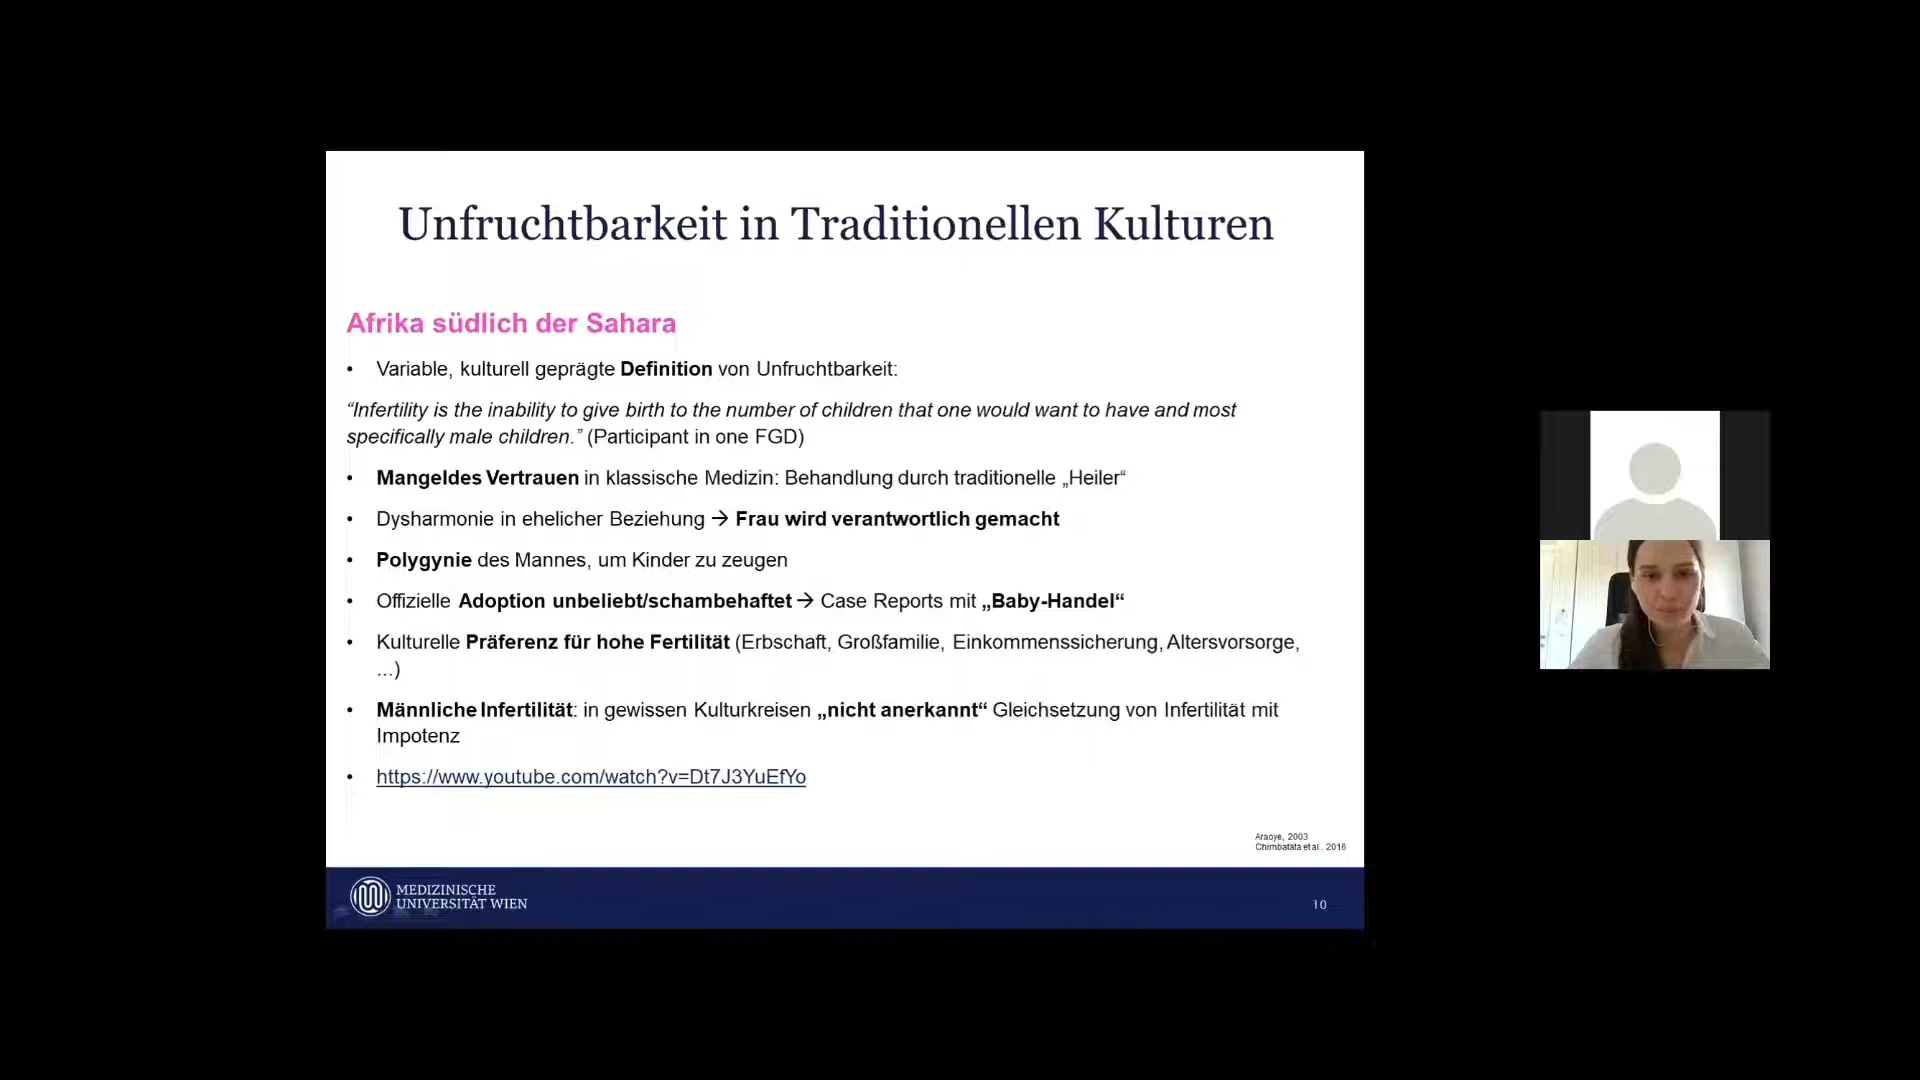 Unfruchtbarkeit in Traditionellen Kulturen
Afrika südlich der Sahara
• Variable, kulturell geprägte Definition von Unfruchtbarkeit:
“Infertility is the inability to give birth to the number of children that one would want to have and most
specifically male children.” (Participant in one FGD)
• Mangeldes Vertrauen in klassische Medizin: Behandlung durch traditionelle „Heiler“
• Dysharmonie in ehelicher Beziehung → Frau wird verantwortlich gemacht
• Polygynie des Mannes, um Kinder zu zeugen
• Offizielle Adoption unbeliebt/schambehaftet → Case Reports mit „Baby-Handel“
• Kulturelle Präferenz für hohe Fertilität (Erbschaft, Großfamilie, Einkommenssicherung, Altersvorsorge,
...)
• Männliche Infertilität: in gewissen Kulturkreisen „nicht anerkannt“ Gleichsetzung von Infertilität mit
Impotenz
• https://www.youtube.com/watch?v=Dt7J3YuEfYo
Araoye, 2003
Chimbatata et al., 2016
MEDIZINISCHE
UNIVERSITÄT WIEN
10